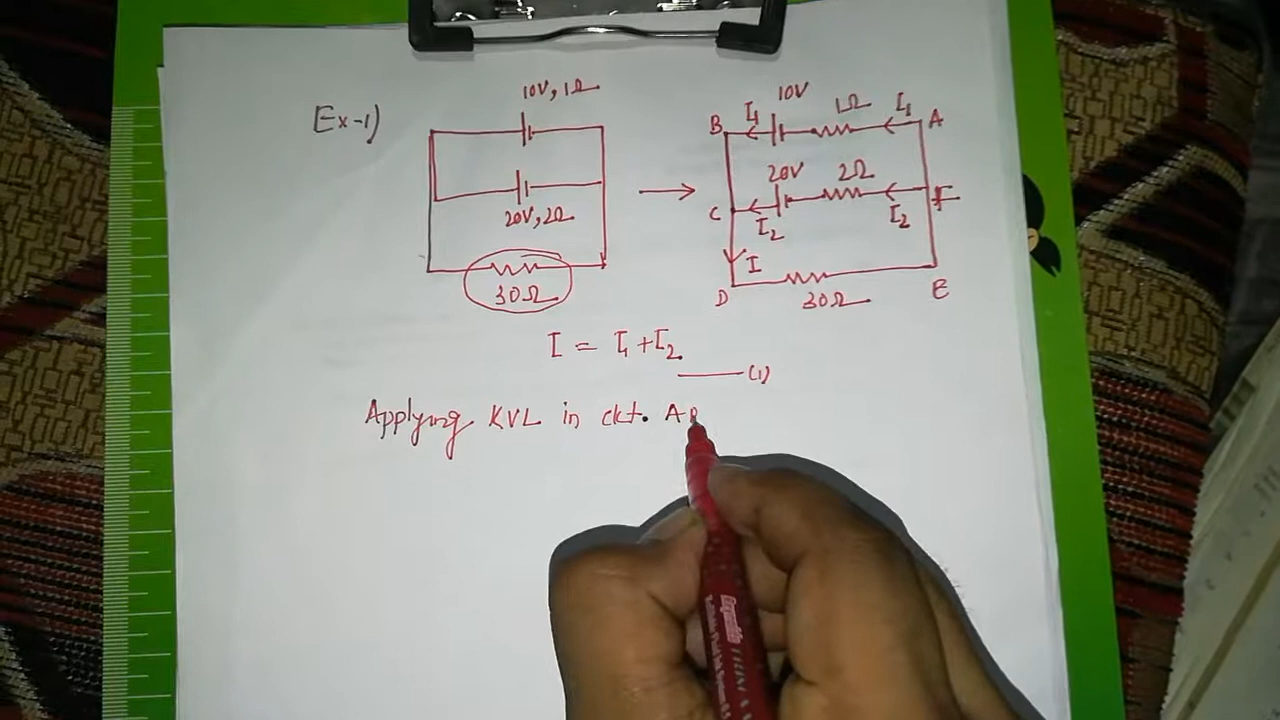 Ex-1)
10V, 1Ω
20V, 2Ω
30Ω
10V
1Ω
B I₁ I₁ A
20V
2Ω
C I₂ I₂ F
I
D 30Ω E
I = I₁ + I₂
(1)
Applying KVL in ckt. AB